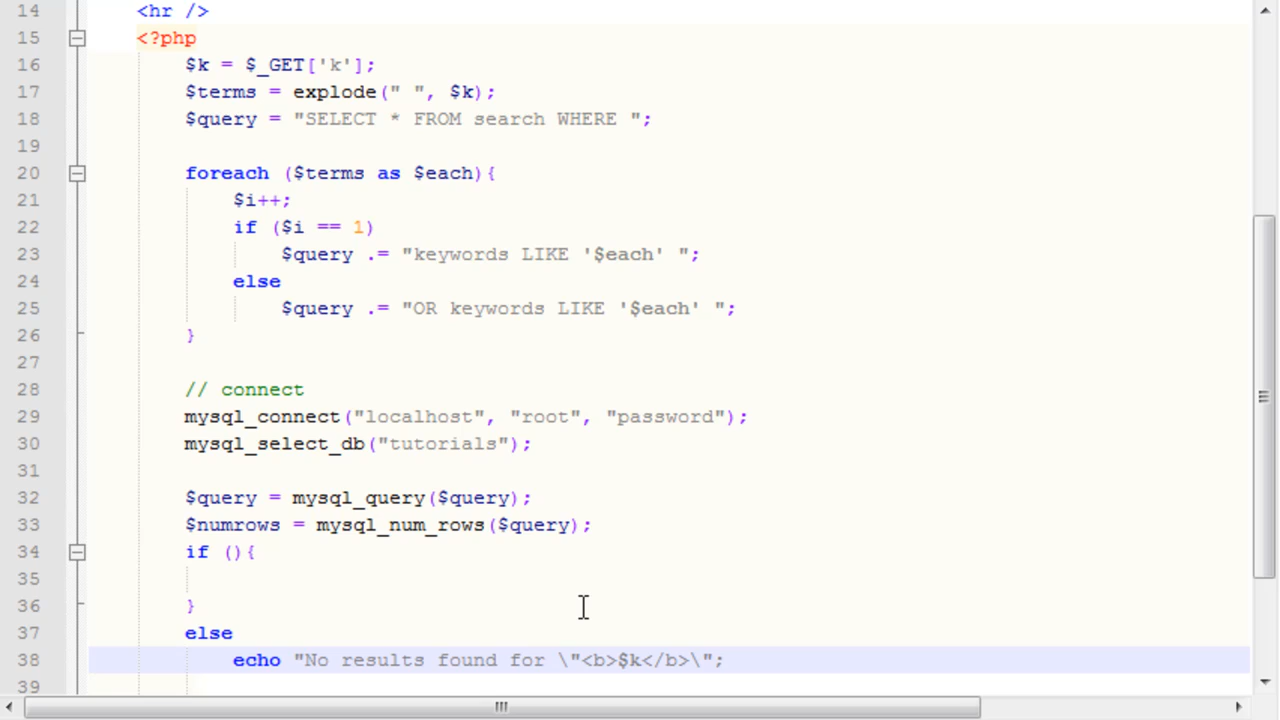 14 <hr />
15 <?php
16 $k = $_GET['k'];
17 $terms = explode(" ", $k);
18 $query = "SELECT * FROM search WHERE ";
19
20 foreach ($terms as $each){
21 $i++;
22 if ($i == 1)
23 $query .= "keywords LIKE '$each' ";
24 else
25 $query .= "OR keywords LIKE '$each' ";
26 }
27
28 // connect
29 mysql_connect("localhost", "root", "password");
30 mysql_select_db("tutorials");
31
32 $query = mysql_query($query);
33 $numrows = mysql_num_rows($query);
34 if (){
35
36 }
37 else
38 echo "No results found for \"<b>$k</b>\";
39